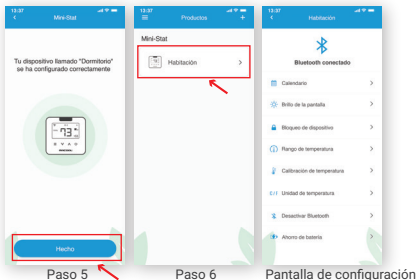 13:37
Mini-Stat
Tu dispositivo llamado "Dormitorio"
se ha configurado correctamente
73
Hecho
Paso 5
13:37
Productos
Mini-Stat
Habitación
Paso 6
13:37
Habitación
Bluetooth conectado
Calendario
Brillo de la pantalla
Bloqueo de dispositivo
Rango de temperatura
Calibración de temperatura
Unidad de temperatura
Desactivar Bluetooth
Ahorro de batería
Pantalla de configuración